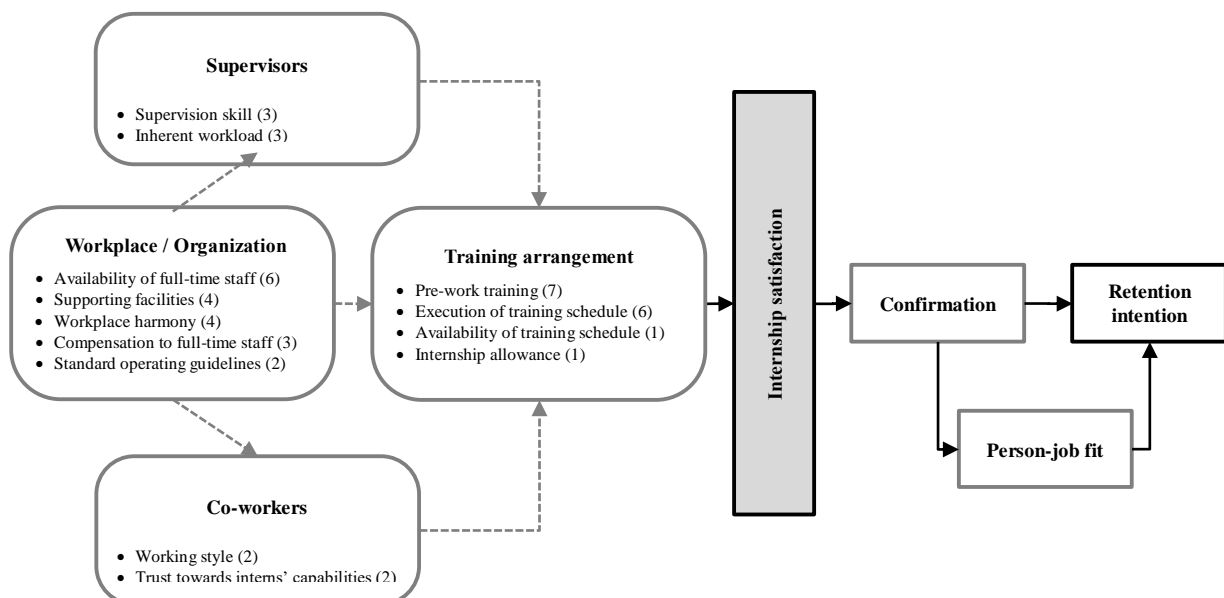 Supervisors
• Supervision skill (3)
• Inherent workload (3)
Workplace / Organization
• Availability of full-time staff (6)
• Supporting facilities (4)
• Workplace harmony (4)
• Compensation to full-time staff (3)
• Standard operating guidelines (2)
Co-workers
• Working style (2)
• Trust towards interns’ capabilities (2)
Training arrangement
• Pre-work training (7)
• Execution of training schedule (6)
• Availability of training schedule (1)
• Internship allowance (1)
Internship satisfaction
Confirmation
Person-job fit
Retention
intention